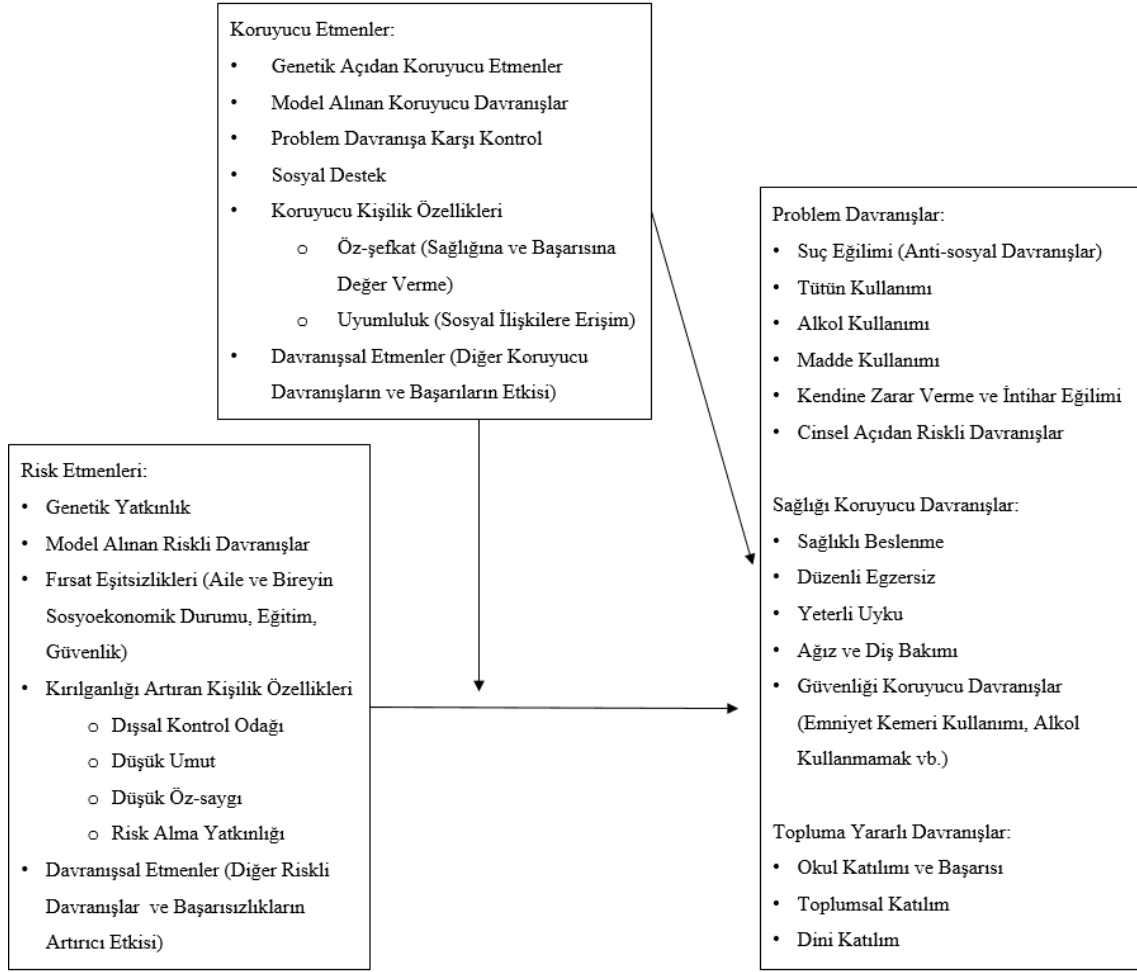 Koruyucu Etmenler:
• Genetik Açıdan Koruyucu Etmenler
• Model Alınan Koruyucu Davranışlar
• Problem Davranışa Karşı Kontrol
• Sosyal Destek
• Koruyucu Kişilik Özellikleri
o Öz-şefkat (Sağlığına ve Başarısına
Değer Verme)
o Uyumluluk (Sosyal İlişkilere Erişim)
• Davranışsal Etmenler (Diğer Koruyucu
Davranışların ve Başarıların Etkisi)
Risk Etmenleri:
• Genetik Yatkınlık
• Model Alınan Riskli Davranışlar
• Fırsat Eşitsizlikleri (Aile ve Bireyin
Sosyoekonomik Durumu, Eğitim,
Güvenlik)
• Kırılganlığı Artıran Kişilik Özellikleri
o Dışsal Kontrol Odağı
o Düşük Umut
o Düşük Öz-saygı
o Risk Alma Yatkınlığı
• Davranışsal Etmenler (Diğer Riskli
Davranışlar ve Başarısızlıkların
Artırıcı Etkisi)
Problem Davranışlar:
• Suç Eğilimi (Anti-sosyal Davranışlar)
• Tütün Kullanımı
• Alkol Kullanımı
• Madde Kullanımı
• Kendine Zarar Verme ve İntihar Eğilimi
• Cinsel Açıdan Riskli Davranışlar
Sağlığı Koruyucu Davranışlar:
• Sağlıklı Beslenme
• Düzenli Egzersiz
• Yeterli Uyku
• Ağız ve Diş Bakımı
• Güvenliği Koruyucu Davranışlar
(Emniyet Kemeri Kullanımı, Alkol
Kullanmamak vb.)
Topluma Yararlı Davranışlar:
• Okul Katılımı ve Başarısı
• Toplumsal Katılım
• Dini Katılım